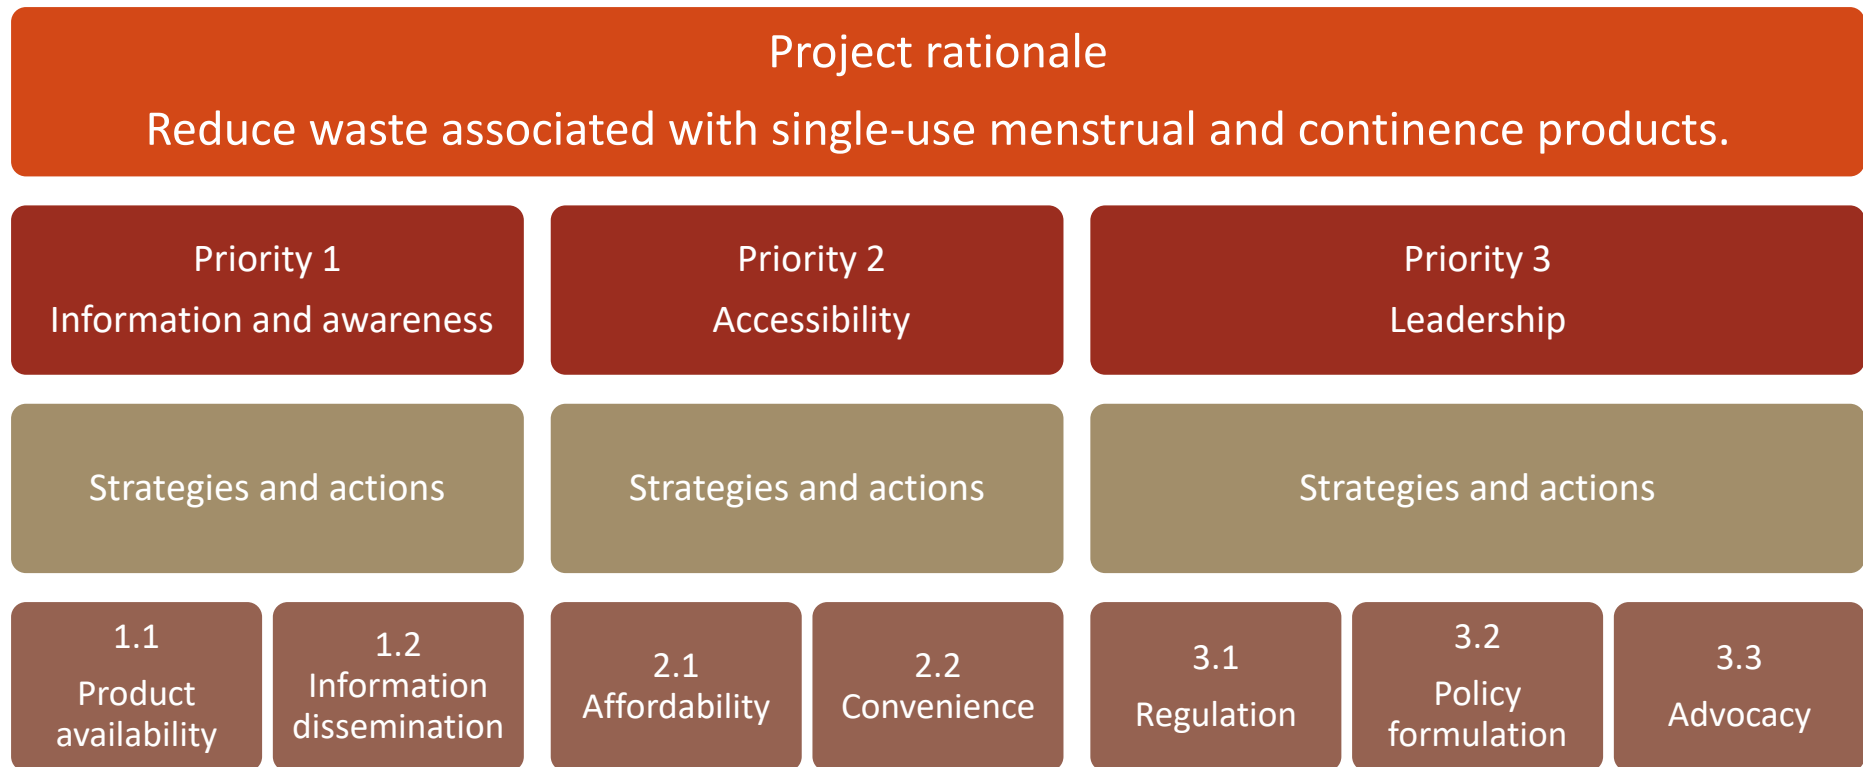 Project rationale
Reduce waste associated with single-use menstrual and continence products.
Priority 1
Information and awareness
Priority 2
Accessibility
Priority 3
Leadership
Strategies and actions
Strategies and actions
Strategies and actions
1.1
Product
availability
1.2
Information
dissemination
2.1
Affordability
2.2
Convenience
3.1
Regulation
3.2
Policy
formulation
3.3
Advocacy